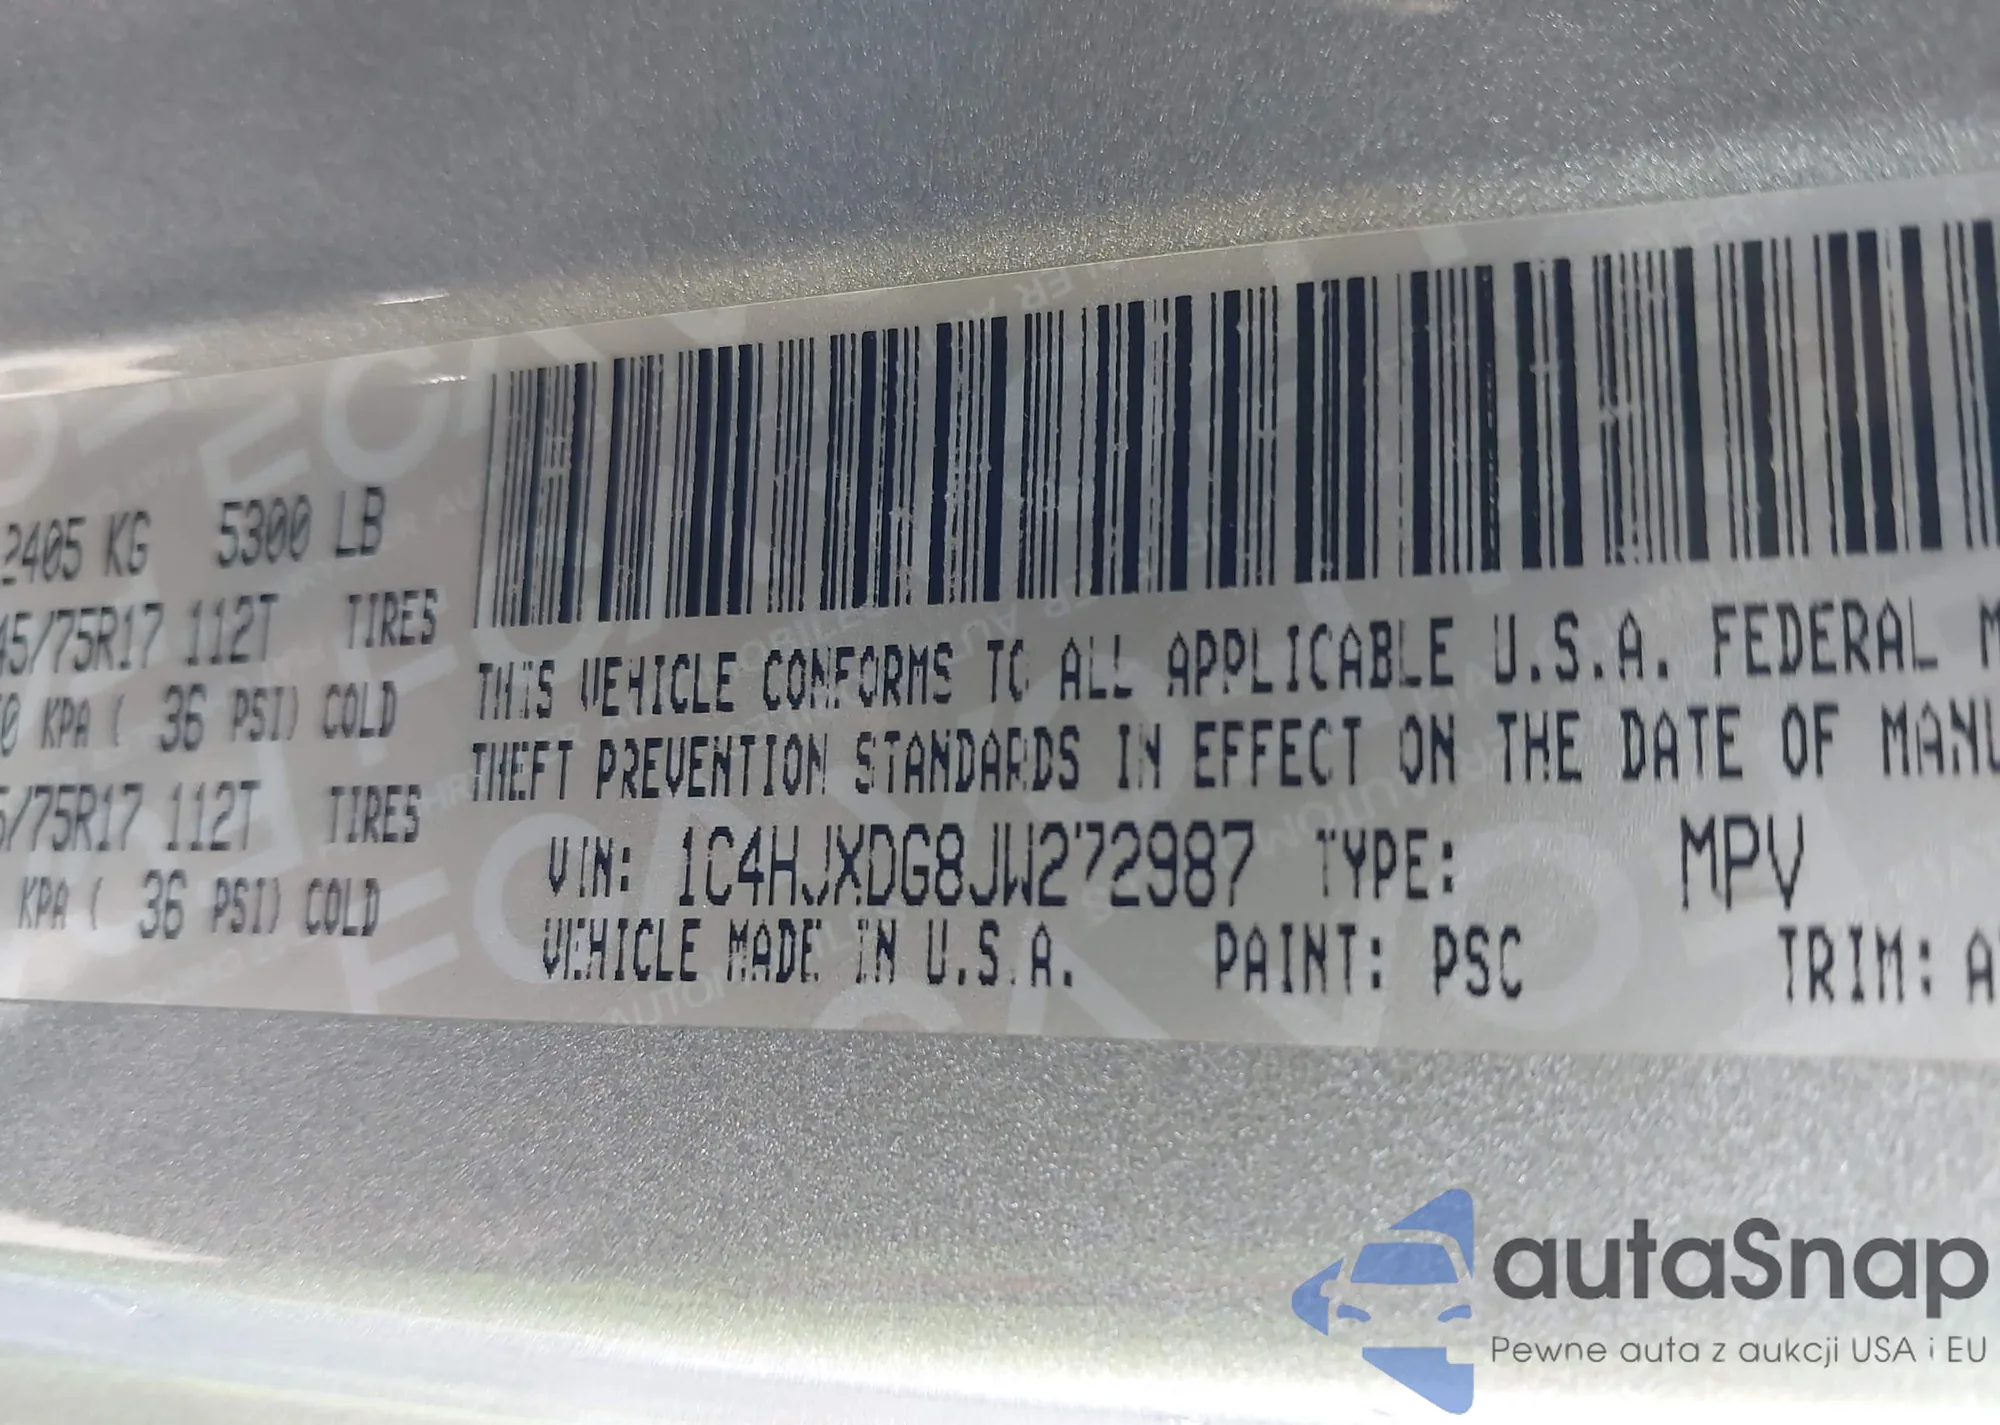 2405 KG 5300 LB
45/75R17 112T TIRES
0 KPA ( 36 PSI) COLD
5/75R17 112T TIRES
KPA ( 36 PSI) COLD
THIS VEHICLE CONFORMS TO ALL APPLICABLE U.S.A. FEDERAL M
THEFT PREVENTION STANDARDS IN EFFECT ON THE DATE OF MANU
VIN: 1C4HJXDG8JW272987 TYPE: MPV
VEHICLE MADE IN U.S.A. PAINT: PSC TRIM: A
autaSnap
Pewne auta z aukcji USA i EU